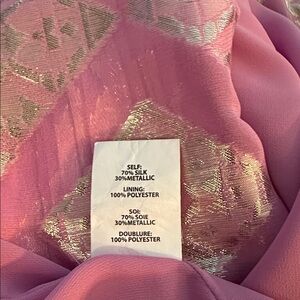 SELF:
70% SILK
30%METALLIC
LINING:
100% POLYESTER
SOI:
70% SOIE
30%METALLIC
DOUBLURE:
100% POLYESTER